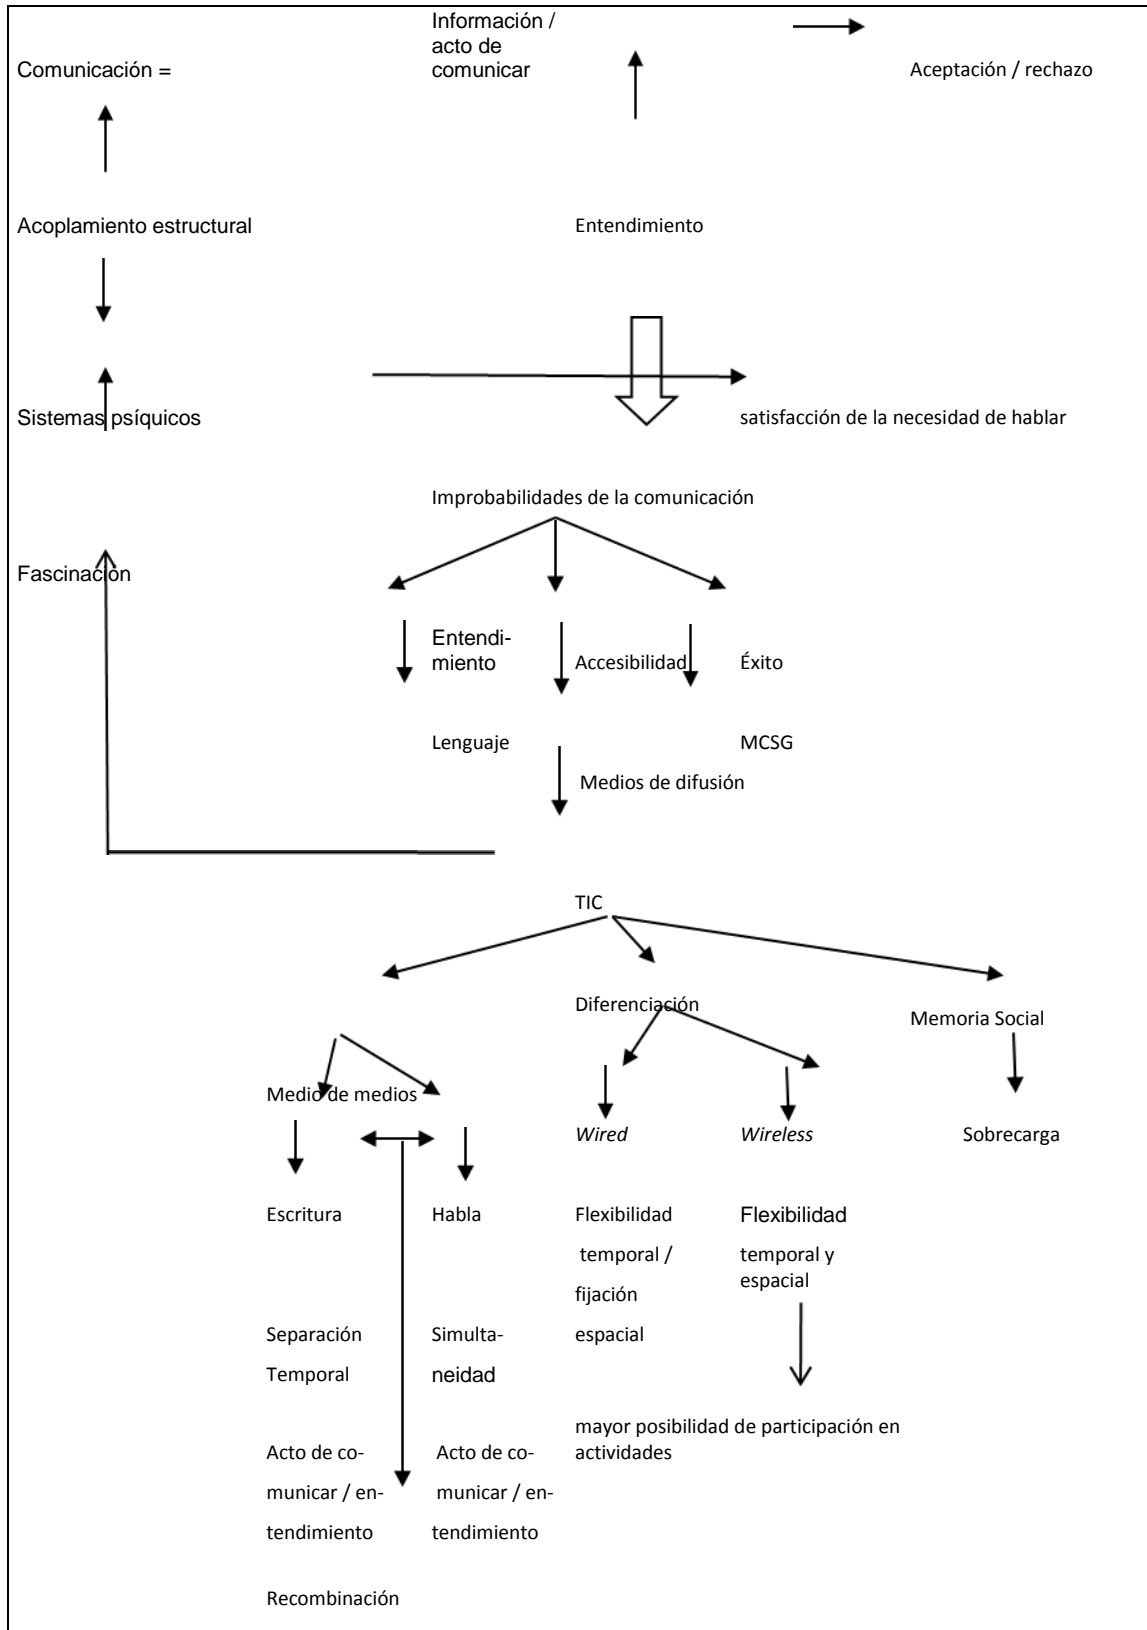 Información /
acto de
comunicar
Comunicación =
Aceptación / rechazo
Acoplamiento estructural
Entendimiento
Sistemas psíquicos
satisfacción de la necesidad de hablar
Improbabilidades de la comunicación
Fascinación
Entendi-
miento
Accesibilidad
Éxito
Lenguaje
MCSG
Medios de difusión
TIC
Diferenciación
Memoria Social
Medio de medios
Wired
Wireless
Sobrecarga
Escritura
Habla
Flexibilidad
temporal /
fijación
espacial
Flexibilidad
temporal y
espacial
Separación
Temporal
Simulta-
neidad
mayor posibilidad de participación en
actividades
Acto de co-
municar / en-
tendimiento
Acto de co-
municar / en-
tendimiento
Recombinación